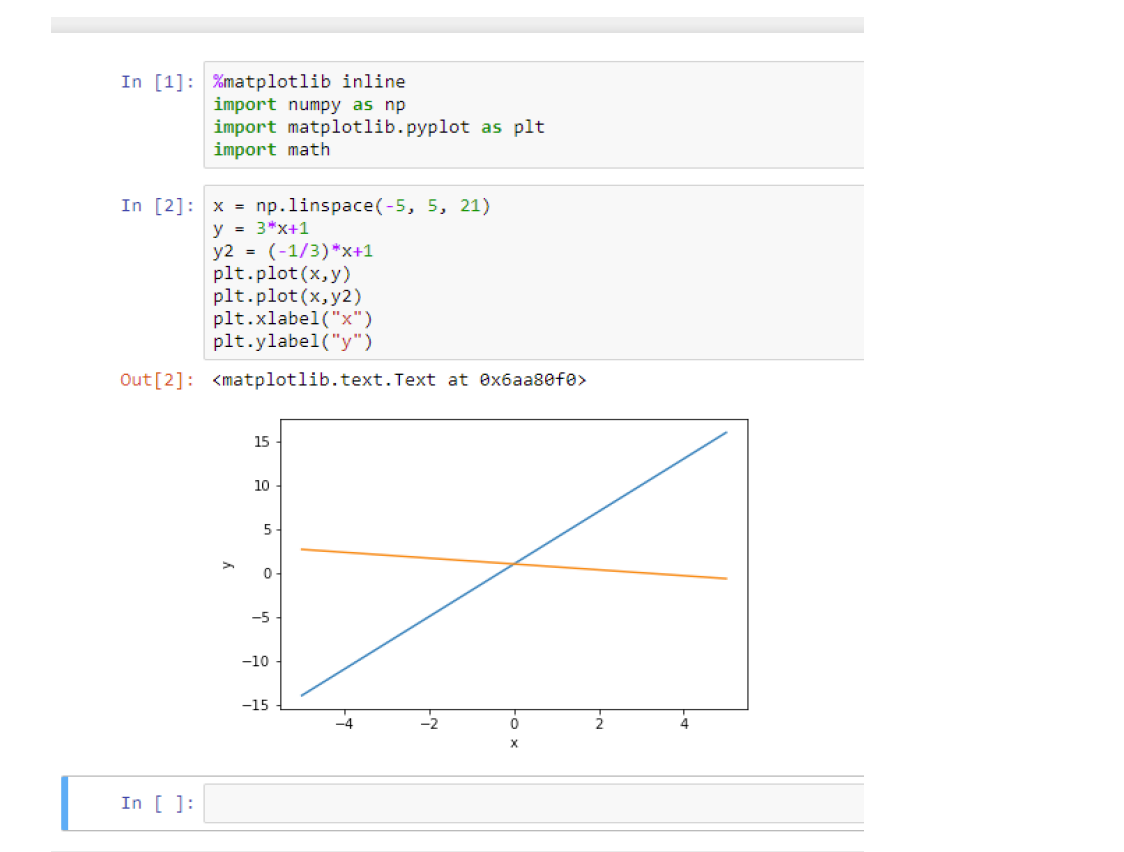 In [1]: %matplotlib inline
import numpy as np
import matplotlib.pyplot as plt
import math
In [2]: x = np.linspace(-5, 5, 21)
y = 3*x+1
y2 = (-1/3)*x+1
plt.plot(x,y)
plt.plot(x,y2)
plt.xlabel("x")
plt.ylabel("y")
Out[2]: <matplotlib.text.Text at 0x6aa80f0>
15
10
5
y
0
−5
−10
−15
−4 −2 0 2 4
x
In [ ]: